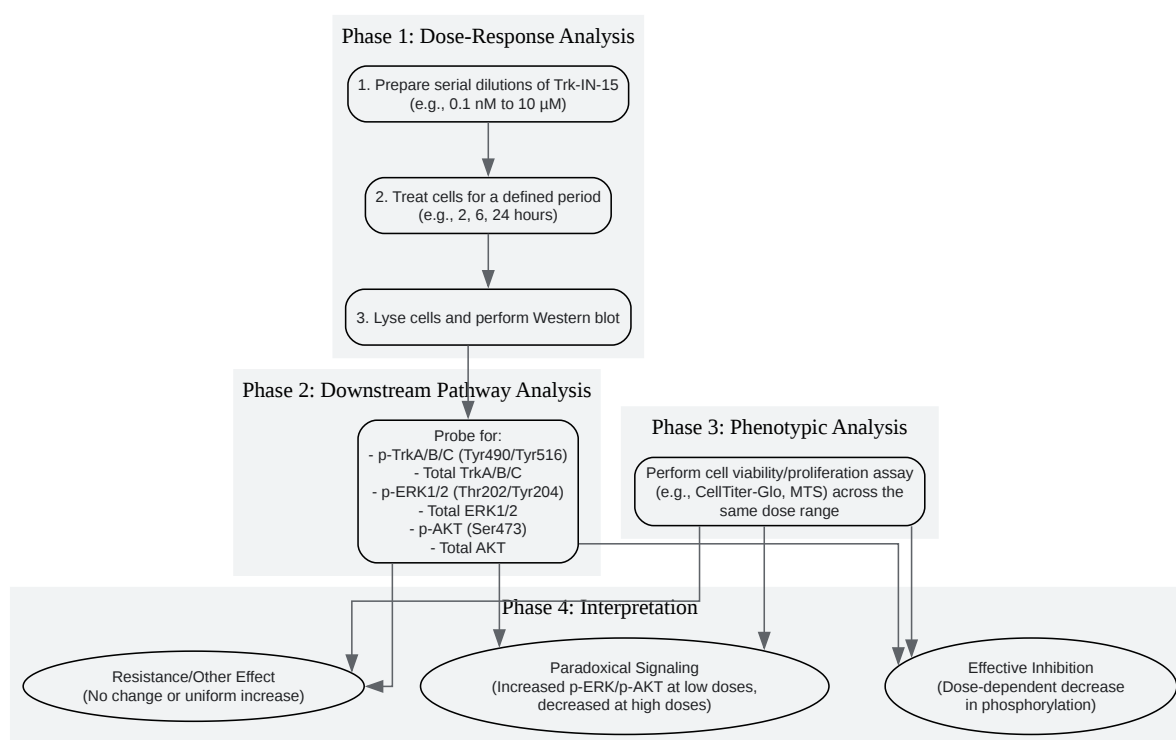 Phase 1: Dose-Response Analysis
1. Prepare serial dilutions of Trk-IN-15
(e.g., 0.1 nM to 10 µM)
2. Treat cells for a defined period
(e.g., 2, 6, 24 hours)
3. Lyse cells and perform Western blot
Phase 2: Downstream Pathway Analysis
Probe for:
- p-TrkA/B/C (Tyr490/Tyr516)
- Total TrkA/B/C
- p-ERK1/2 (Thr202/Tyr204)
- Total ERK1/2
- p-AKT (Ser473)
- Total AKT
Phase 3: Phenotypic Analysis
Perform cell viability/proliferation assay
(e.g., CellTiter-Glo, MTS) across the
same dose range
Phase 4: Interpretation
Resistance/Other Effect
(No change or uniform increase)
Paradoxical Signaling
(Increased p-ERK/p-AKT at low doses,
decreased at high doses)
Effective Inhibition
(Dose-dependent decrease
in phosphorylation)